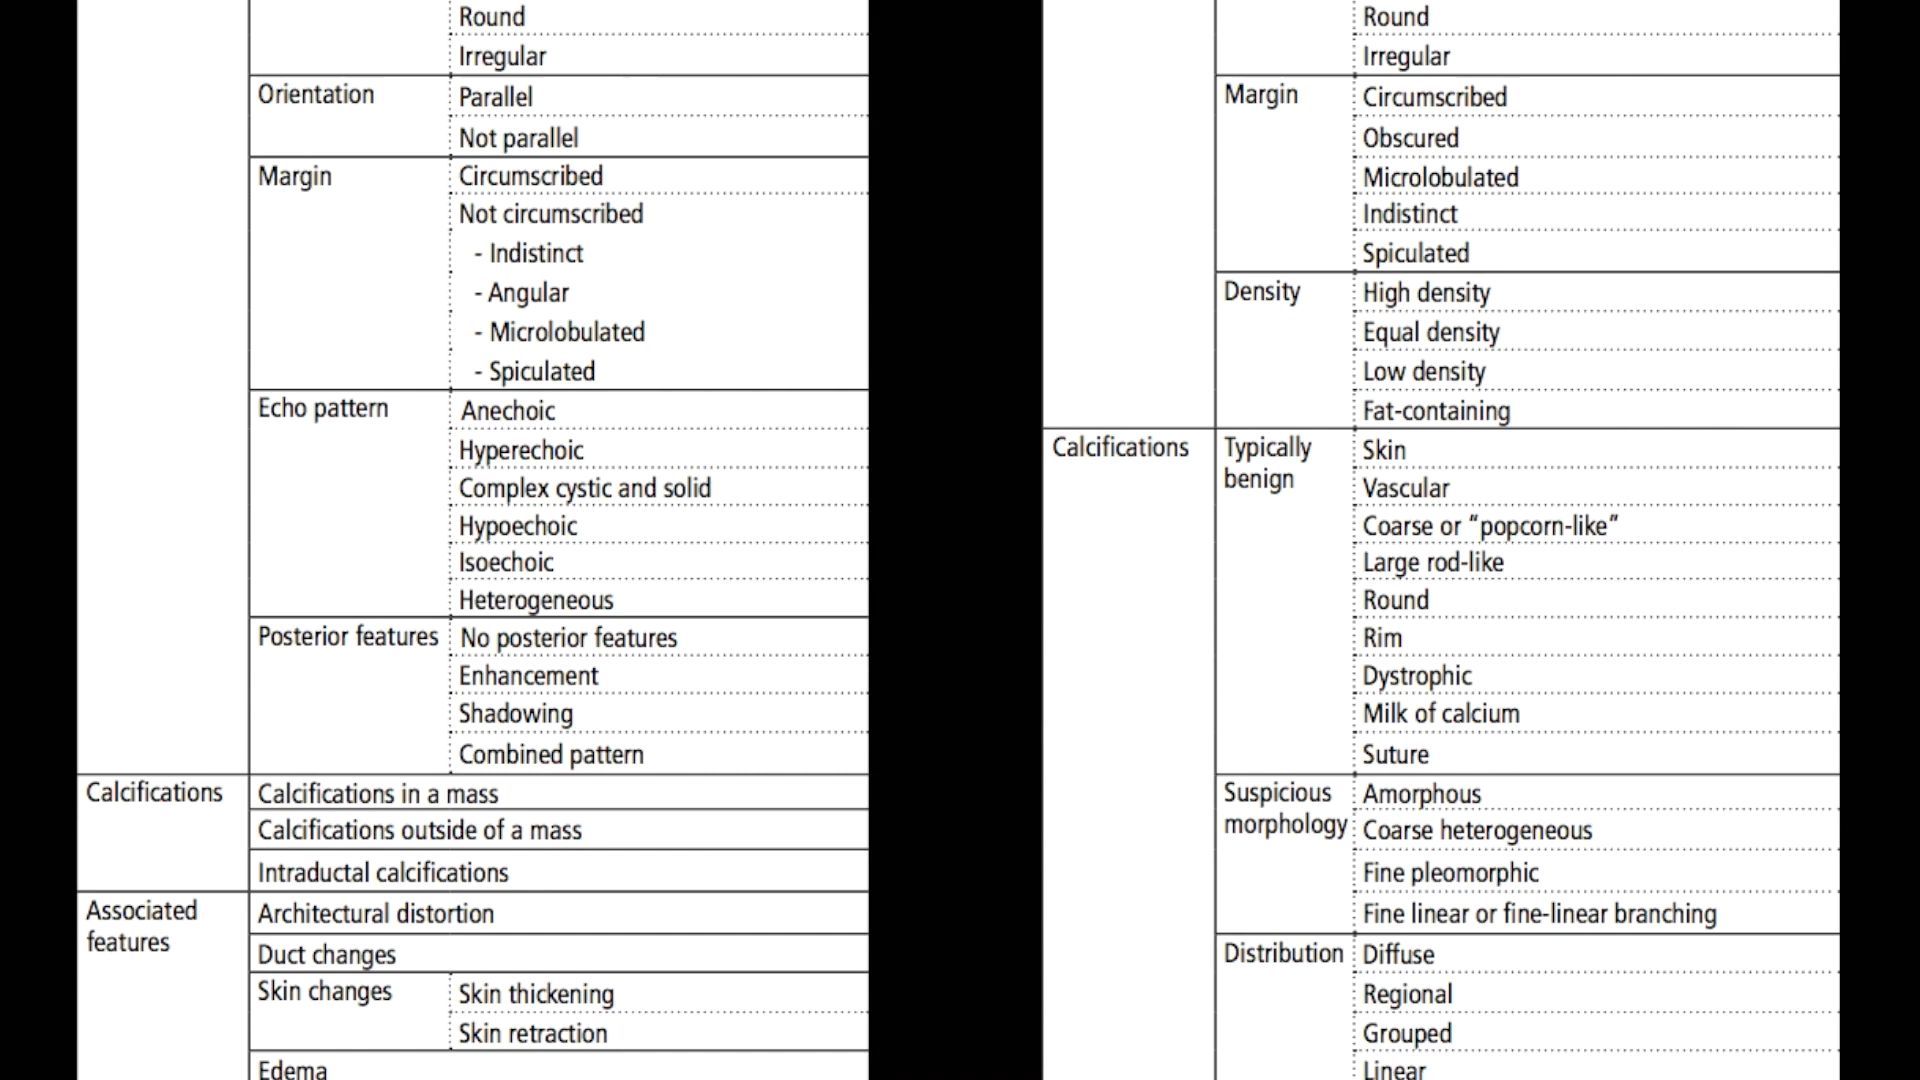 Round
Irregular
Orientation
Parallel
Not parallel
Margin
Circumscribed
Not circumscribed
- Indistinct
- Angular
- Microlobulated
- Spiculated
Echo pattern
Anechoic
Hyperechoic
Complex cystic and solid
Hypoechoic
Isoechoic
Heterogeneous
Posterior features
No posterior features
Enhancement
Shadowing
Combined pattern
Calcifications
Calcifications in a mass
Calcifications outside of a mass
Intraductal calcifications
Associated
features
Architectural distortion
Duct changes
Skin changes
Skin thickening
Skin retraction
Edema
Round
Irregular
Margin
Circumscribed
Obscured
Microlobulated
Indistinct
Spiculated
Density
High density
Equal density
Low density
Fat-containing
Calcifications
Typically
benign
Skin
Vascular
Coarse or “popcorn-like”
Large rod-like
Round
Rim
Dystrophic
Milk of calcium
Suture
Suspicious
morphology
Amorphous
Coarse heterogeneous
Fine pleomorphic
Fine linear or fine-linear branching
Distribution
Diffuse
Regional
Grouped
Linear